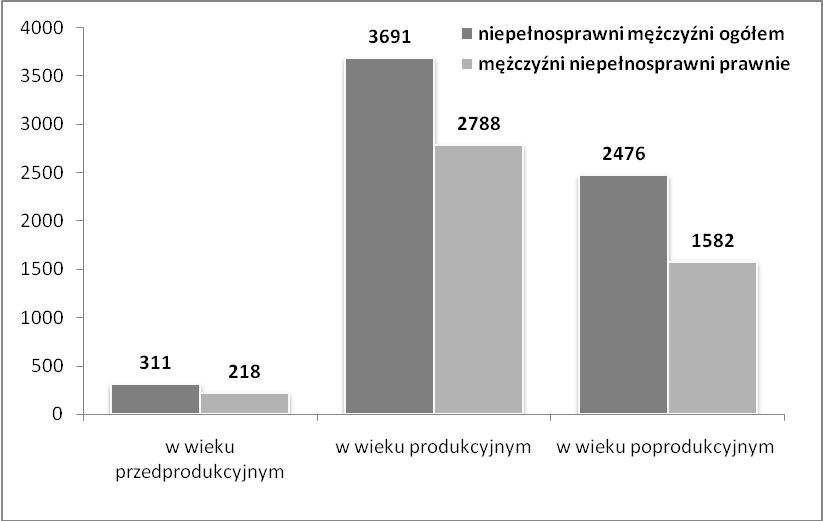 4000
3500
3000
2500
2000
1500
1000
500
0
niepełnosprawni mężczyźni ogółem
mężczyźni niepełnosprawni prawnie
311
218
3691
2788
2476
1582
w wieku
przedprodukcyjnym
w wieku produkcyjnym
w wieku poprodukcyjnym